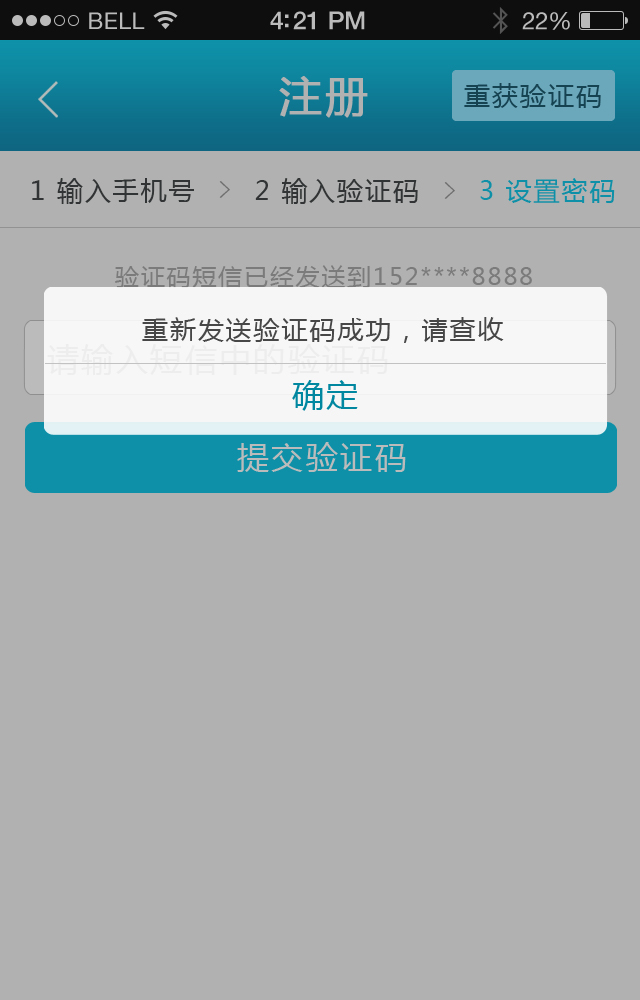 BELL 4:21 PM 22%
注册 重获验证码
1 输入手机号 > 2 输入验证码 > 3 设置密码
验证码短信已经发送到152****8888
重新发送验证码成功，请查收
请输入短信中的验证码
确定
提交验证码